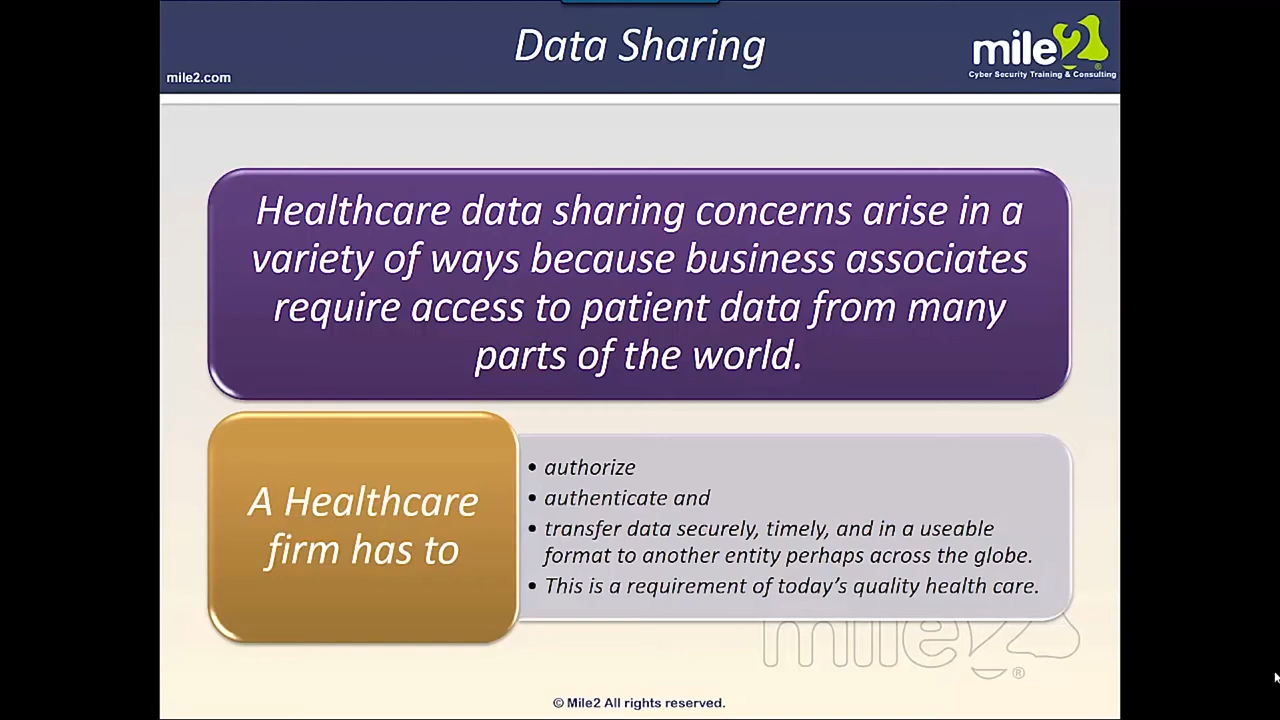 Data Sharing
mile2.com
mile2®
Cyber Security Training & Consulting
Healthcare data sharing concerns arise in a
variety of ways because business associates
require access to patient data from many
parts of the world.
A Healthcare
firm has to
• authorize
• authenticate and
• transfer data securely, timely, and in a useable
format to another entity perhaps across the globe.
• This is a requirement of today’s quality health care.
mile2®
© Mile2 All rights reserved.